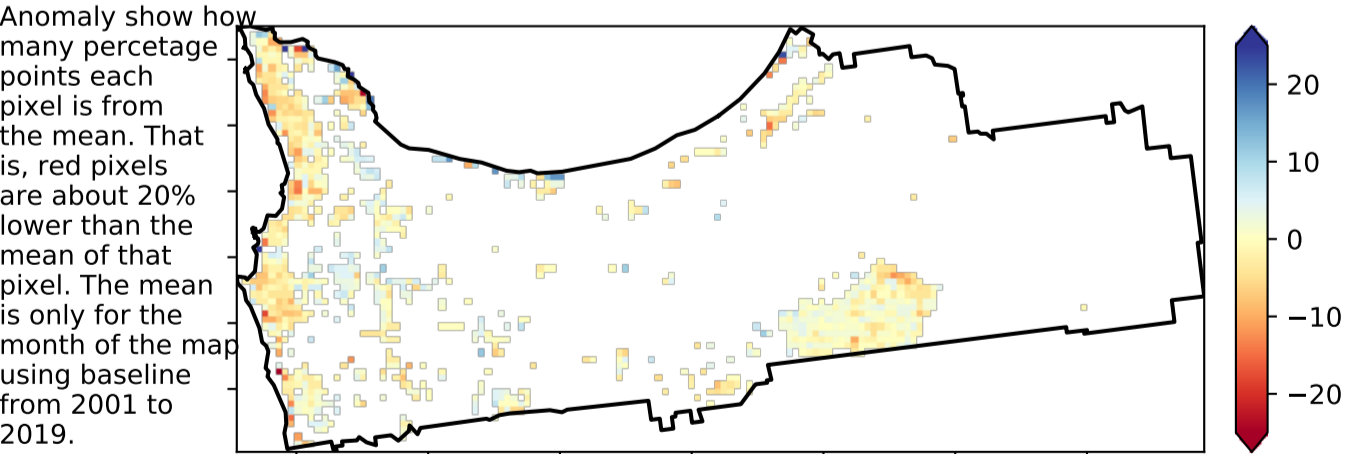 Anomaly show how
many percetage
points each
pixel is from
the mean. That
is, red pixels
are about 20%
lower than the
mean of that
pixel. The mean
is only for the
month of the map
using baseline
from 2001 to
2019.
20
10
0
−10
−20